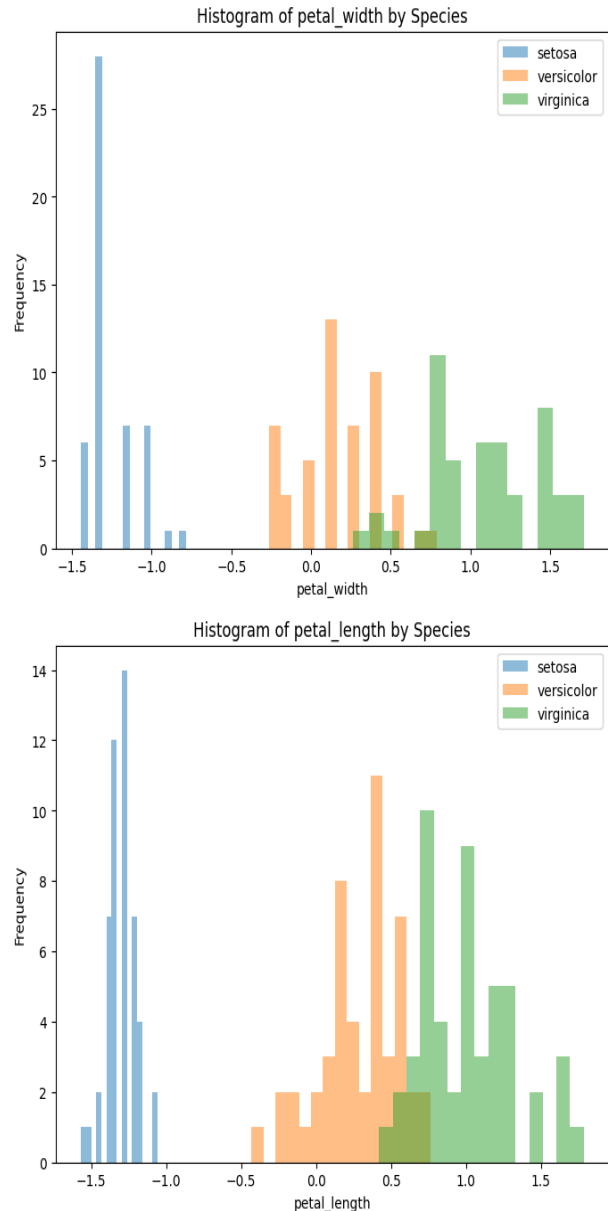 Histogram of petal_width by Species
setosa
versicolor
virginica
Frequency
25
20
15
10
5
0
−1.5 −1.0 −0.5 0.0 0.5 1.0 1.5
petal_width
Histogram of petal_length by Species
setosa
versicolor
virginica
Frequency
14
12
10
8
6
4
2
0
−1.5 −1.0 −0.5 0.0 0.5 1.0 1.5
petal_length